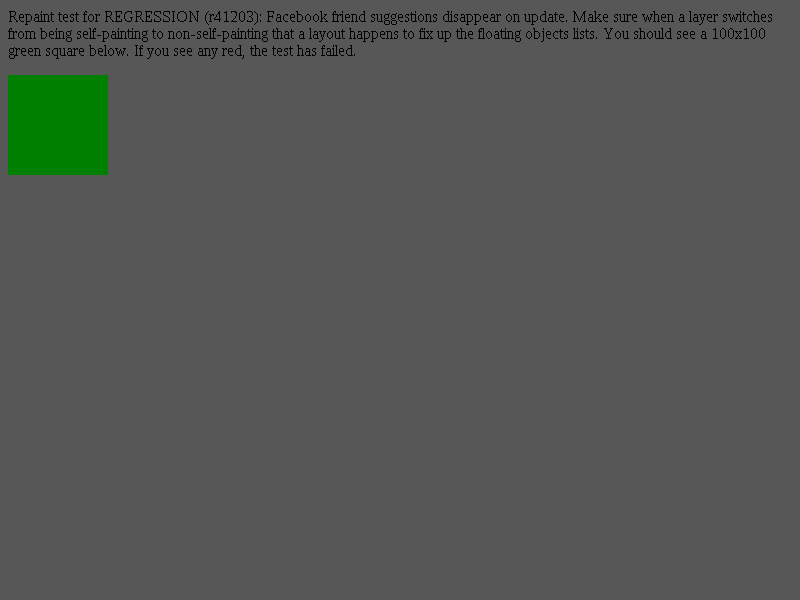 Repaint test for REGRESSION (r41203): Facebook friend suggestions disappear on update. Make sure when a layer switches
from being self-painting to non-self-painting that a layout happens to fix up the floating objects lists. You should see a 100x100
green square below. If you see any red, the test has failed.